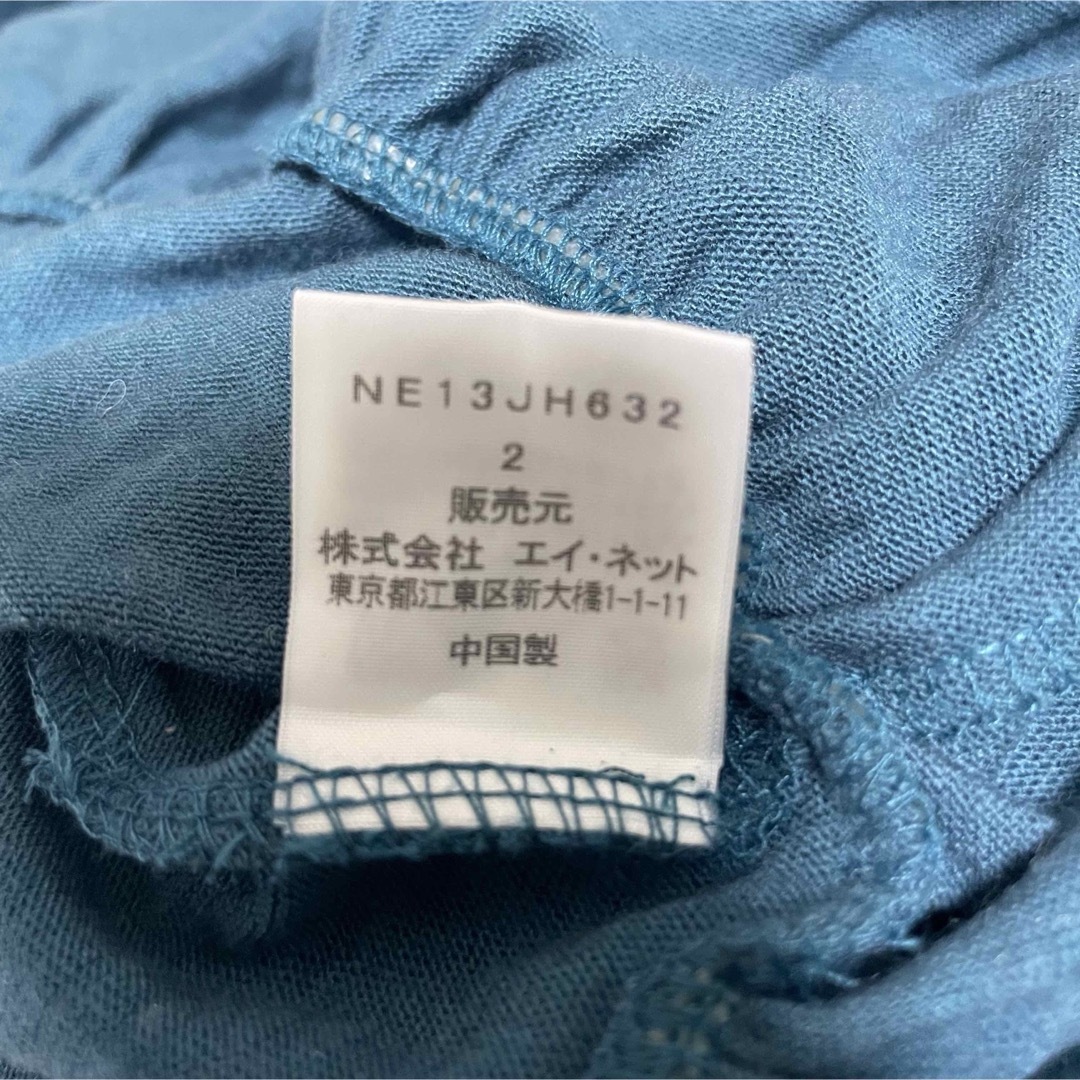 NE13JH632
2
販売元
株式会社 エイ・ネット
東京都江東区新大橋1-1-11
中国製